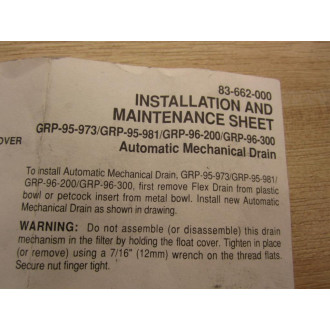 83-662-000
INSTALLATION AND
MAINTENANCE SHEET
GRP-95-973/GRP-95-981/GRP-96-200/GRP-96-300
Automatic Mechanical Drain
OVER
To install Automatic Mechanical Drain, GRP-95-973/GRP-95-981/
GRP-96-200/GRP-96-300, first remove Flex Drain from plastic
bowl or petcock insert from metal bowl. Install new Automatic
Mechanical Drain as shown in drawing.
WARNING: Do not assemble (or disassemble) this drain
mechanism in the filter by holding the float cover. Tighten in place
(or remove) using a 7/16" (12mm) wrench on the thread flats.
Secure nut finger tight.